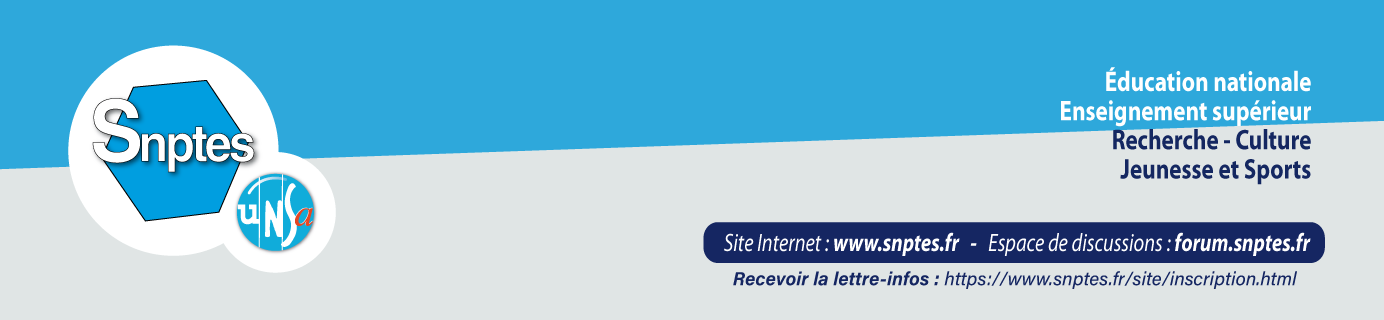 Snptes
uNSa
Éducation nationale
Enseignement supérieur
Recherche - Culture
Jeunesse et Sports
Site Internet : www.snptes.fr - Espace de discussions : forum.snptes.fr
Recevoir la lettre-infos : https://www.snptes.fr/site/inscription.html